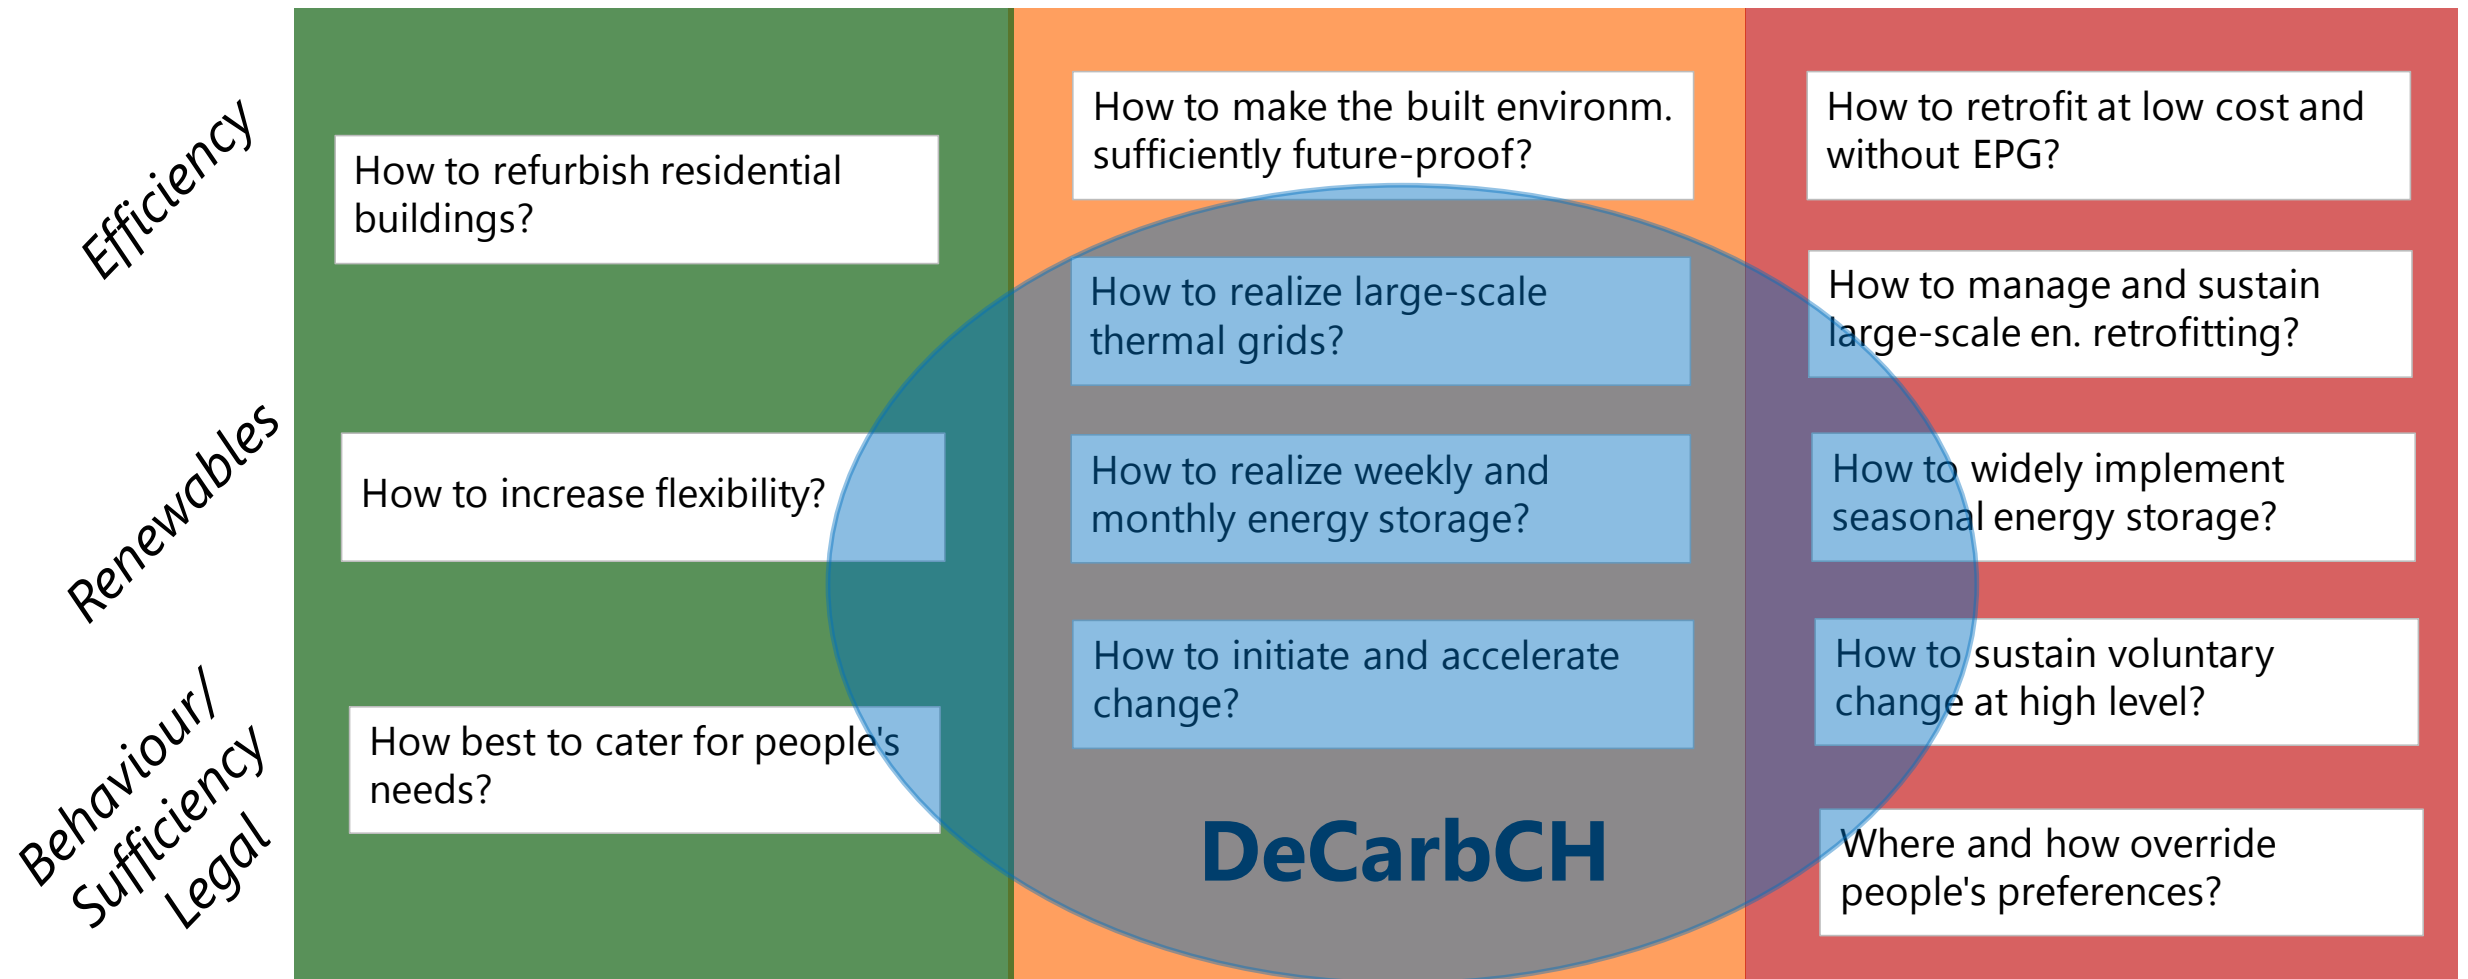 Efficiency
How to refurbish residential
buildings?
How to make the built environm.
sufficiently future-proof?
How to retrofit at low cost and
without EPG?
How to realize large-scale
thermal grids?
How to manage and sustain
large-scale en. retrofitting?
Renewables
How to increase flexibility?
How to realize weekly and
monthly energy storage?
How to widely implement
seasonal energy storage?
Behaviour/
Sufficiency
Legal
How best to cater for people's
needs?
How to initiate and accelerate
change?
How to sustain voluntary
change at high level?
DeCarbCH
Where and how override
people's preferences?